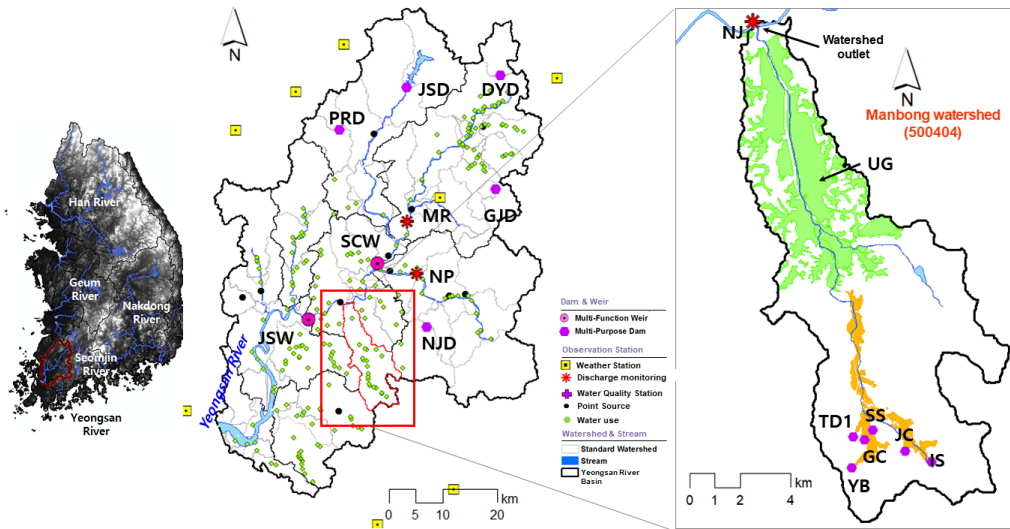 Han River
Geum
River
Nakdong
River
Seomjin
River
Yeongsan
River
N
JSD
DYD
PRD
MR
GJD
SCW
NP
JSW
NJD
Yeongsan River
km
0 5 10 20
Dam & Weir
Multi-Function Weir
Multi-Purpose Dam
Observation Station
Weather Station
Discharge monitoring
Water Quality Station
Point Source
Water use
Watershed & Stream
Standard Watershed
Stream
Yeongsan River
Basin
NJ
Watershed
outlet
N
Manbong watershed
(500404)
UG
SS
TD1
JC
GC
IS
YB
km
0 1 2 4